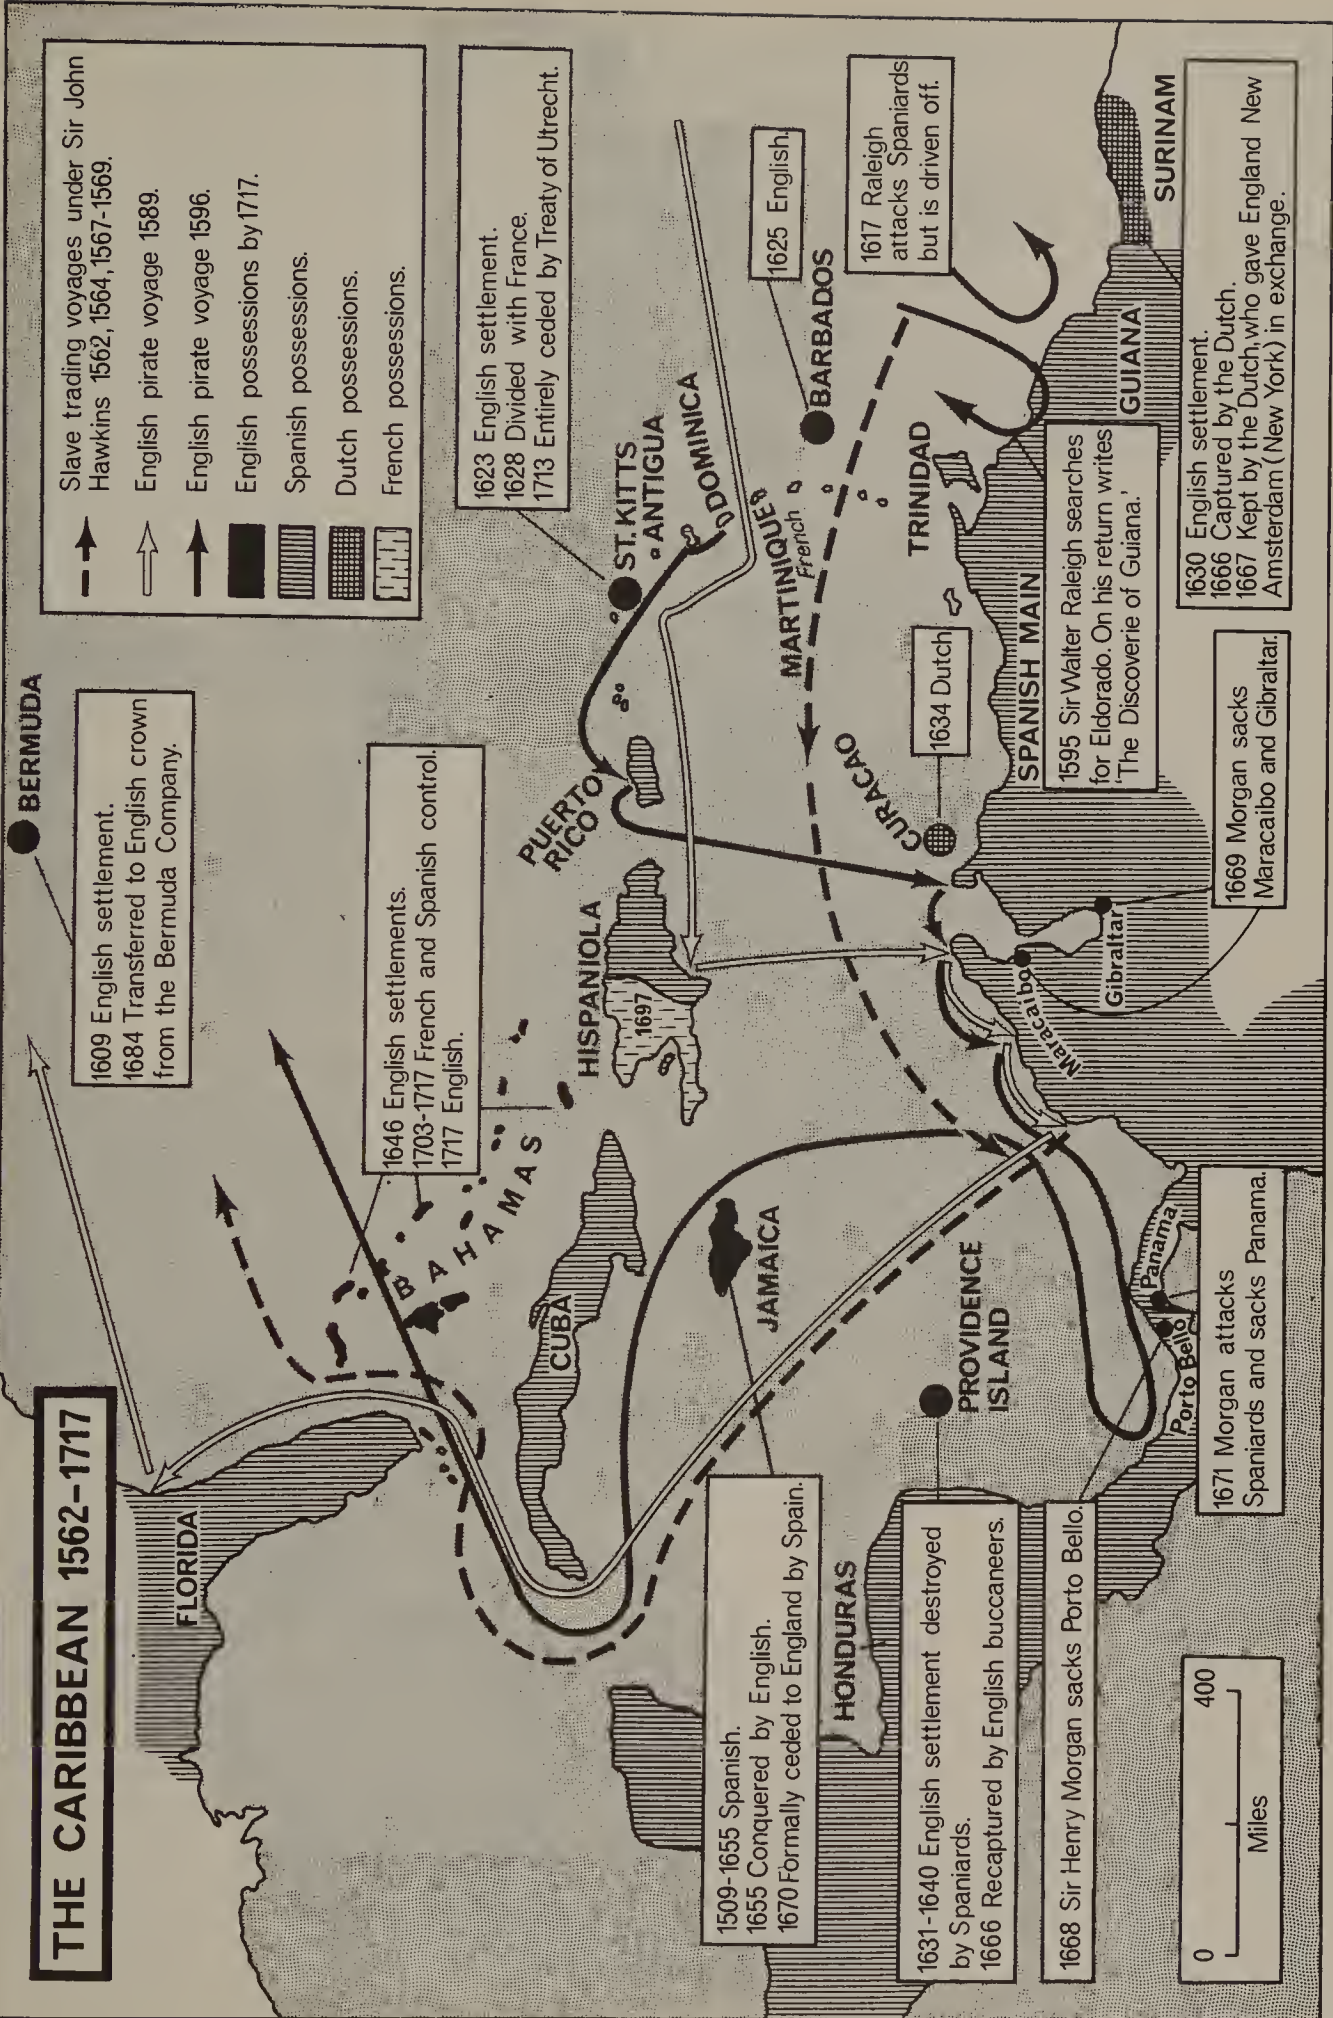 THE CARIBBEAN 1562–1717
Slave trading voyages under Sir John
Hawkins 1562, 1564, 1567-1569.
English pirate voyage 1589.
English pirate voyage 1596.
English possessions by 1717.
Spanish possessions.
Dutch possessions.
French possessions.
BERMUDA
1609 English settlement.
1684 Transferred to English crown
from the Bermuda Company.
FLORIDA
1646 English settlements.
1703-1717 French and Spanish control.
1717 English.
BAHAMAS
CUBA
HISPANIOLA
1697
PUERTO
RICO
1623 English settlement.
1628 Divided with France.
1713 Entirely ceded by Treaty of Utrecht.
ST. KITTS
ANTIGUA
DOMINICA
MARTINIQUE
French
1625 English.
BARBADOS
1617 Raleigh
attacks Spaniards
but is driven off.
TRINIDAD
JAMAICA
1509-1655 Spanish.
1655 Conquered by English.
1670 Formally ceded to England by Spain.
HONDURAS
PROVIDENCE
ISLAND
1631-1640 English settlement destroyed
by Spaniards.
1666 Recaptured by English buccaneers.
1668 Sir Henry Morgan sacks Porto Bello.
CURACAO
1634 Dutch
SPANISH MAIN
1595 Sir Walter Raleigh searches
for Eldorado. On his return writes
'The Discoverie of Guiana.'
GUIANA
SURINAM
1630 English settlement.
1666 Captured by the Dutch.
1667 Kept by the Dutch, who gave England New
Amsterdam (New York) in exchange.
Maracaibo
Gibraltar
1669 Morgan sacks
Maracaibo and Gibraltar.
Panama
Porto Bello
1671 Morgan attacks
Spaniards and sacks Panama.
0
400
Miles